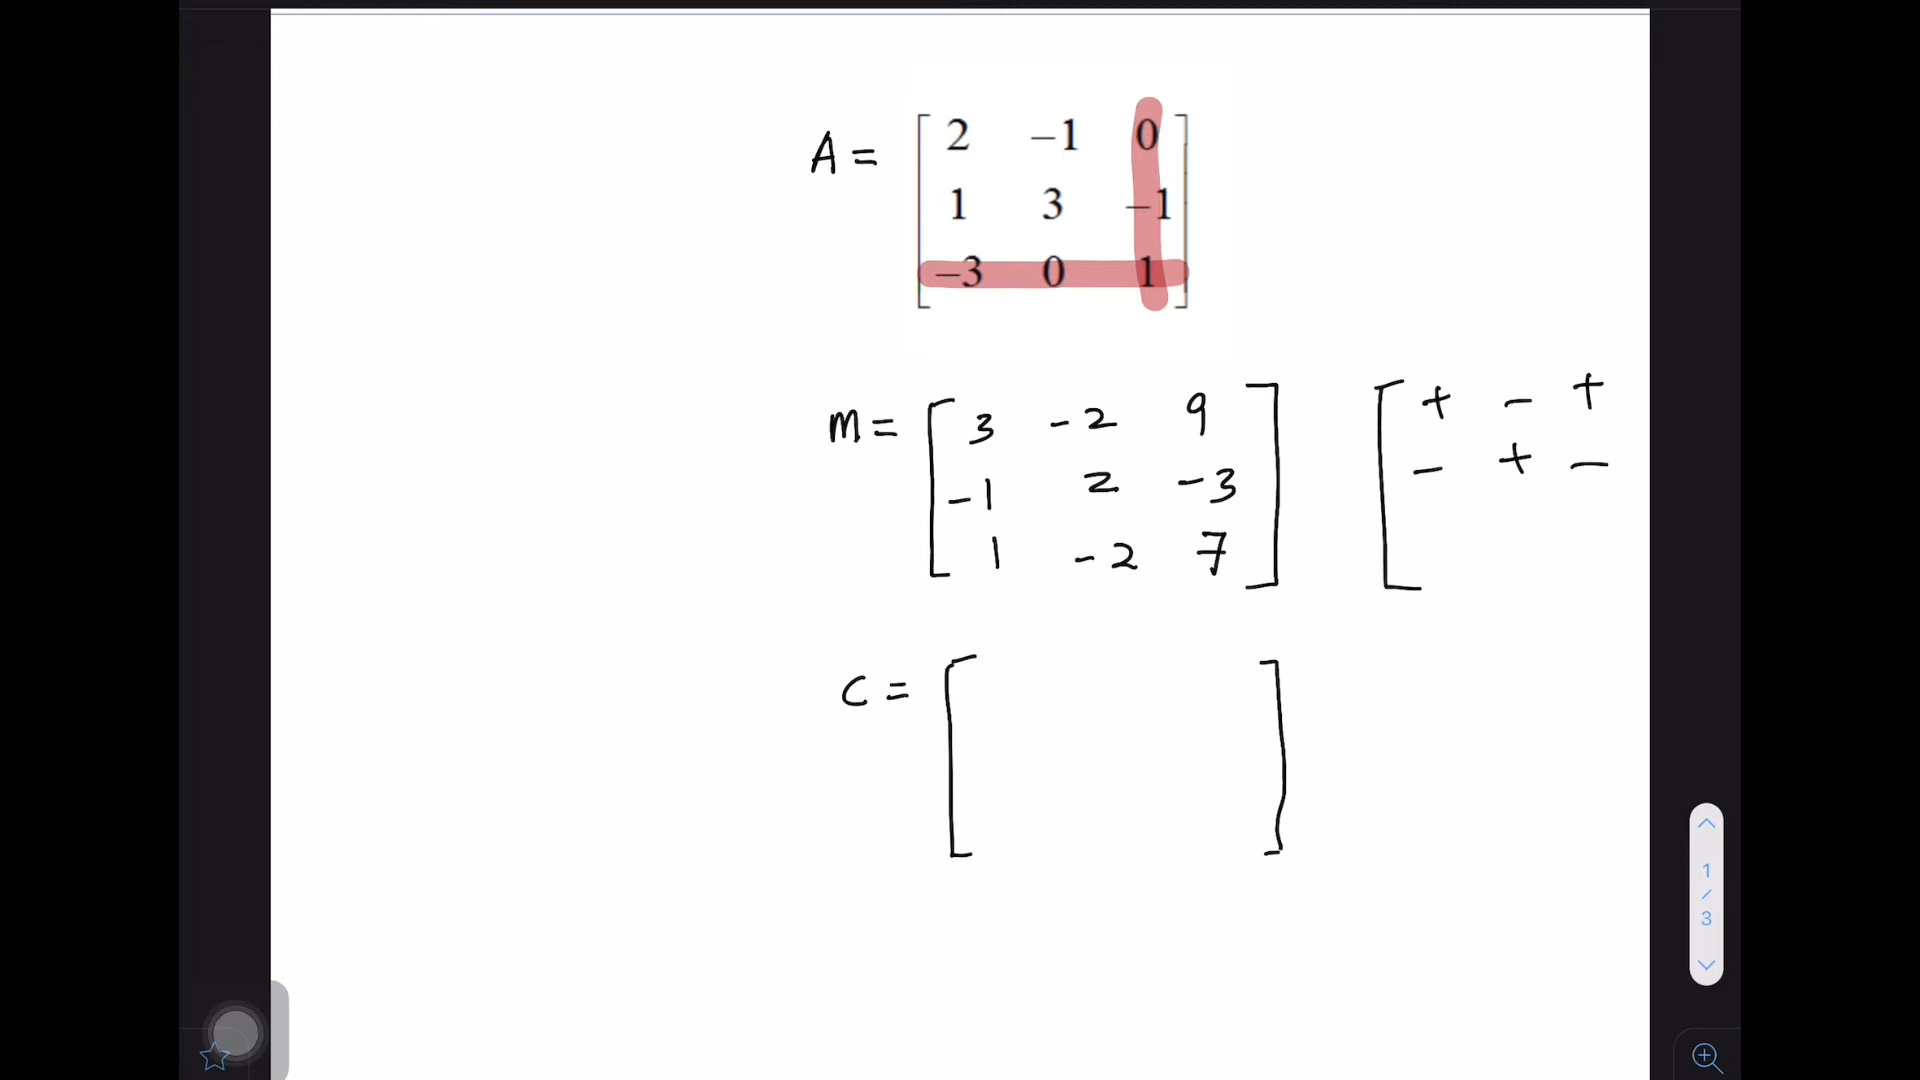 A = [ 2 −1 0
1 3 −1
−3 0 1 ]
m = [ 3 -2 9 ] [ + - +
-1 2 -3 - + -
1 -2 7
C = [ ]
1
/
3